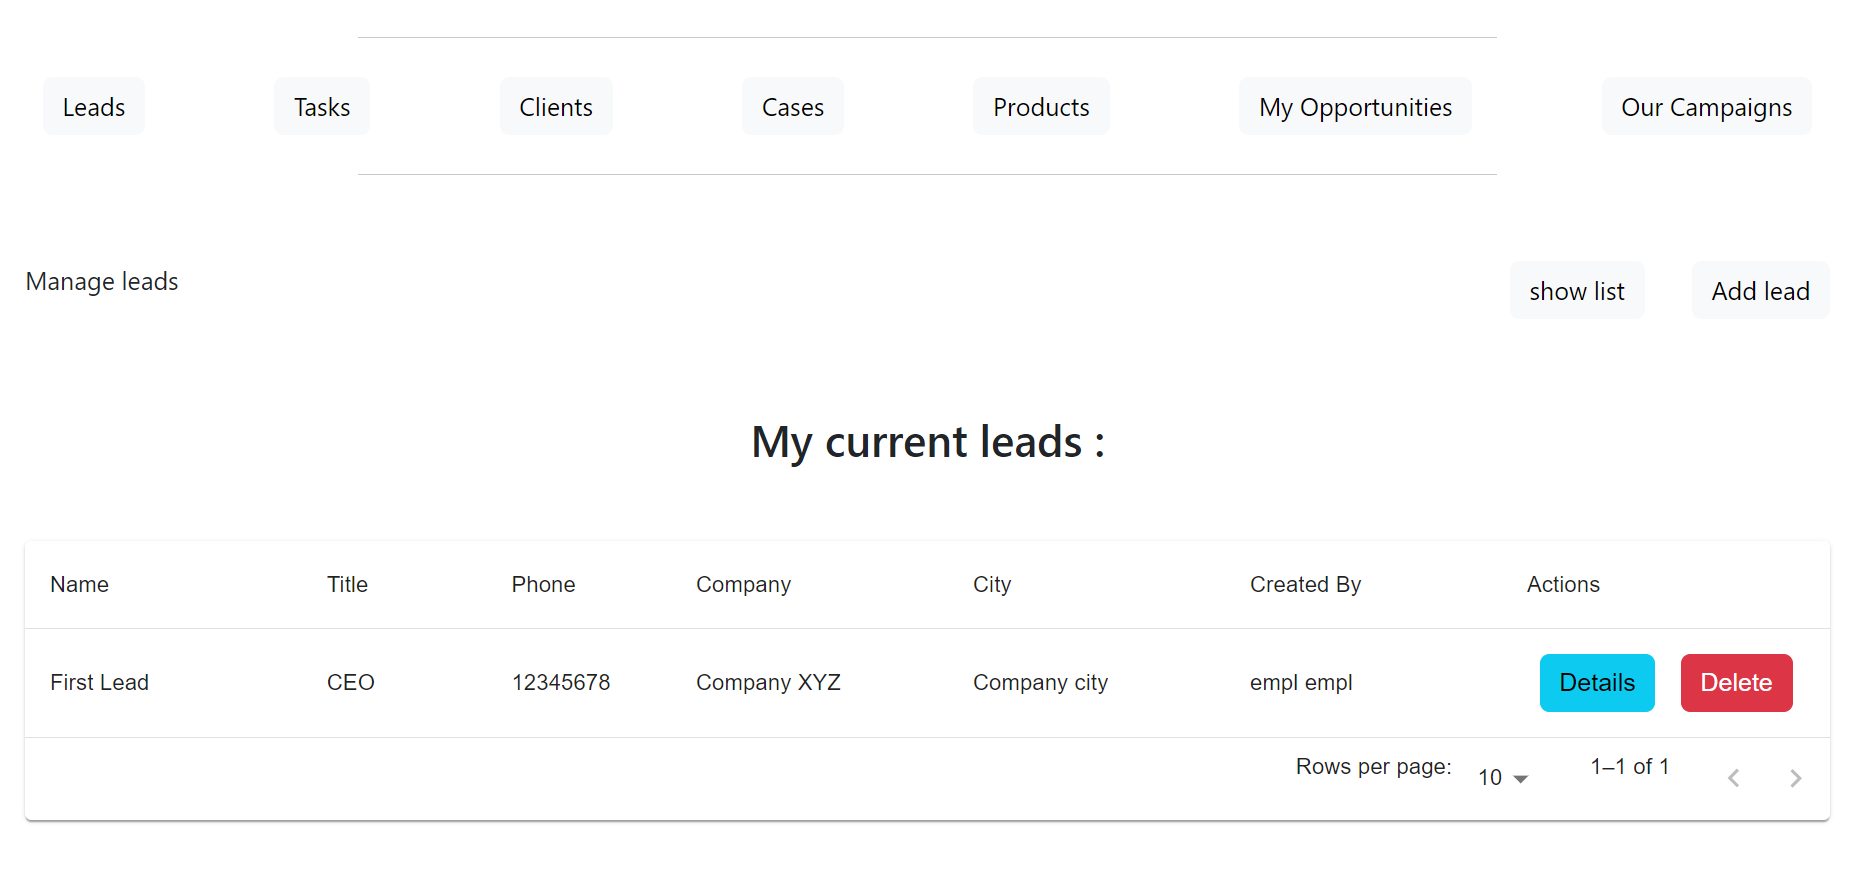 Leads Tasks Clients Cases Products My Opportunities Our Campaigns
Manage leads show list Add lead
My current leads :
Name Title Phone Company City Created By Actions
First Lead CEO 12345678 Company XYZ Company city empl empl Details Delete
Rows per page: 10 1–1 of 1